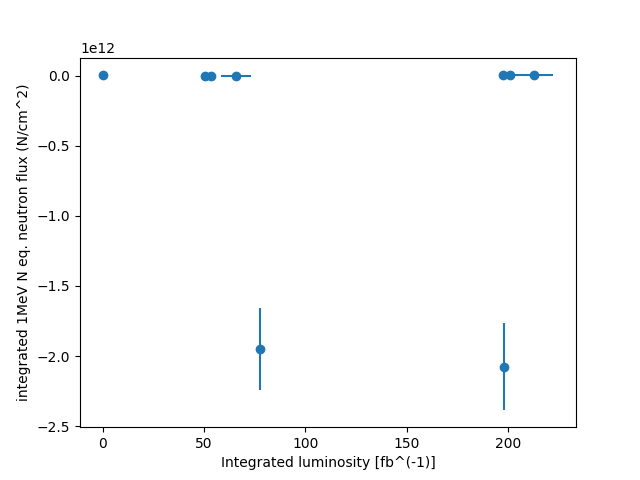 1e12
0.0
−0.5
−1.0
−1.5
−2.0
−2.5
integrated 1MeV N eq. neutron flux (N/cm^2)
0 50 100 150 200
Integrated luminosity [fb^(-1)]